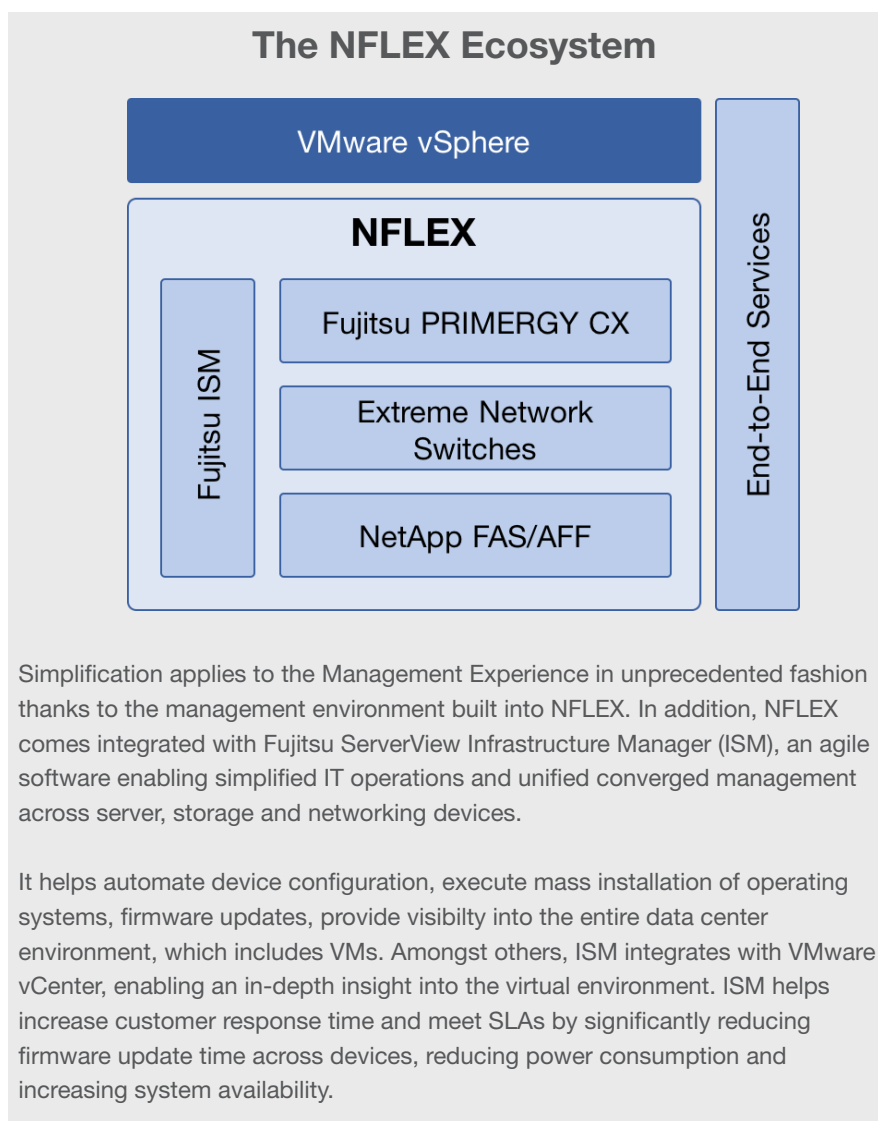 The NFLEX Ecosystem
VMware vSphere
NFLEX
Fujitsu ISM
Fujitsu PRIMERGY CX
Extreme Network
Switches
NetApp FAS/AFF
End-to-End Services
Simplification applies to the Management Experience in unprecedented fashion
thanks to the management environment built into NFLEX. In addition, NFLEX
comes integrated with Fujitsu ServerView Infrastructure Manager (ISM), an agile
software enabling simplified IT operations and unified converged management
across server, storage and networking devices.
It helps automate device configuration, execute mass installation of operating
systems, firmware updates, provide visibilty into the entire data center
environment, which includes VMs. Amongst others, ISM integrates with VMware
vCenter, enabling an in-depth insight into the virtual environment. ISM helps
increase customer response time and meet SLAs by significantly reducing
firmware update time across devices, reducing power consumption and
increasing system availability.